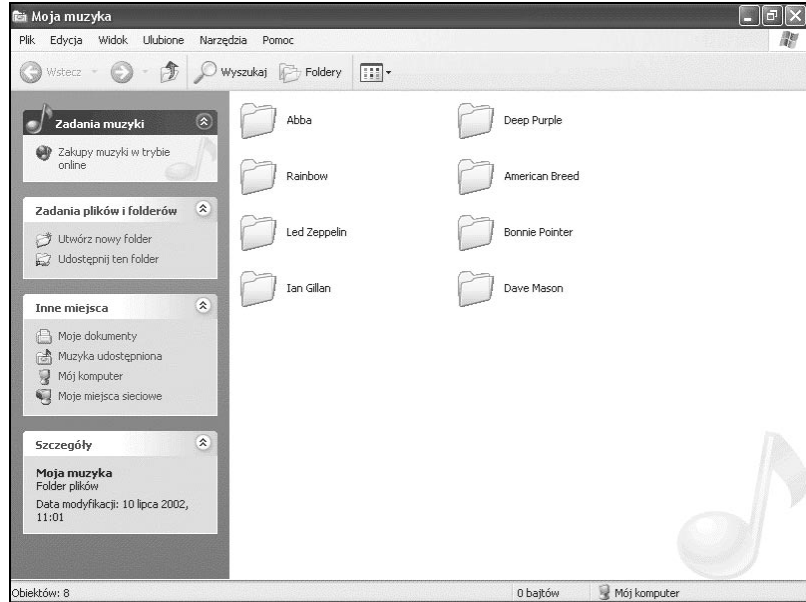 Moja muzyka
Plik Edycja Widok Ulubione Narzędzia Pomoc
Wstecz Wyszukaj Foldery
Zadania muzyki
Zakupy muzyki w trybie
online
Zadania plików i folderów
Utwórz nowy folder
Udostępnij ten folder
Inne miejsca
Moje dokumenty
Muzyka udostępniona
Mój komputer
Moje miejsca sieciowe
Szczegóły
Moja muzyka
Folder plików
Data modyfikacji: 10 lipca 2002,
11:01
Abba Deep Purple
Rainbow American Breed
Led Zeppelin Bonnie Pointer
Ian Gillan Dave Mason
Obiektów: 8 0 bajtów Mój komputer